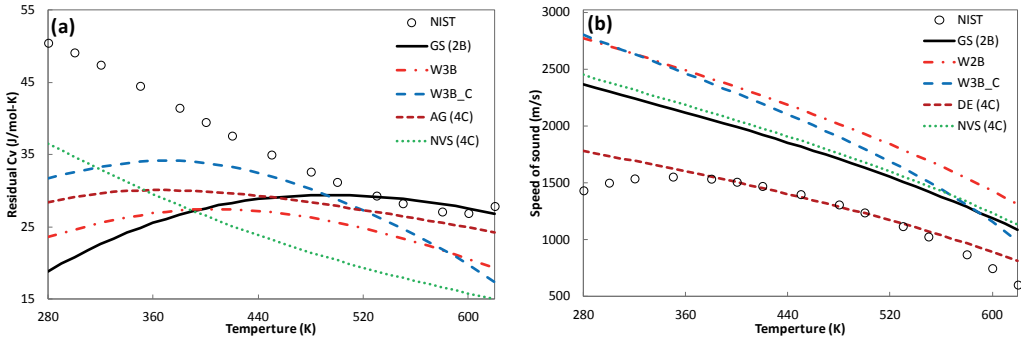 (a)
55
45
35
25
15
Residual Cv (J/mol-K)
280
360
440
520
600
Temperture (K)
NIST
GS (2B)
W3B
W3B_C
AG (4C)
NVS (4C)
(b)
3000
2500
2000
1500
1000
500
Speed of sound (m/s)
280
360
440
520
600
Temperture (K)
NIST
GS (2B)
W2B
W3B_C
DE (4C)
NVS (4C)